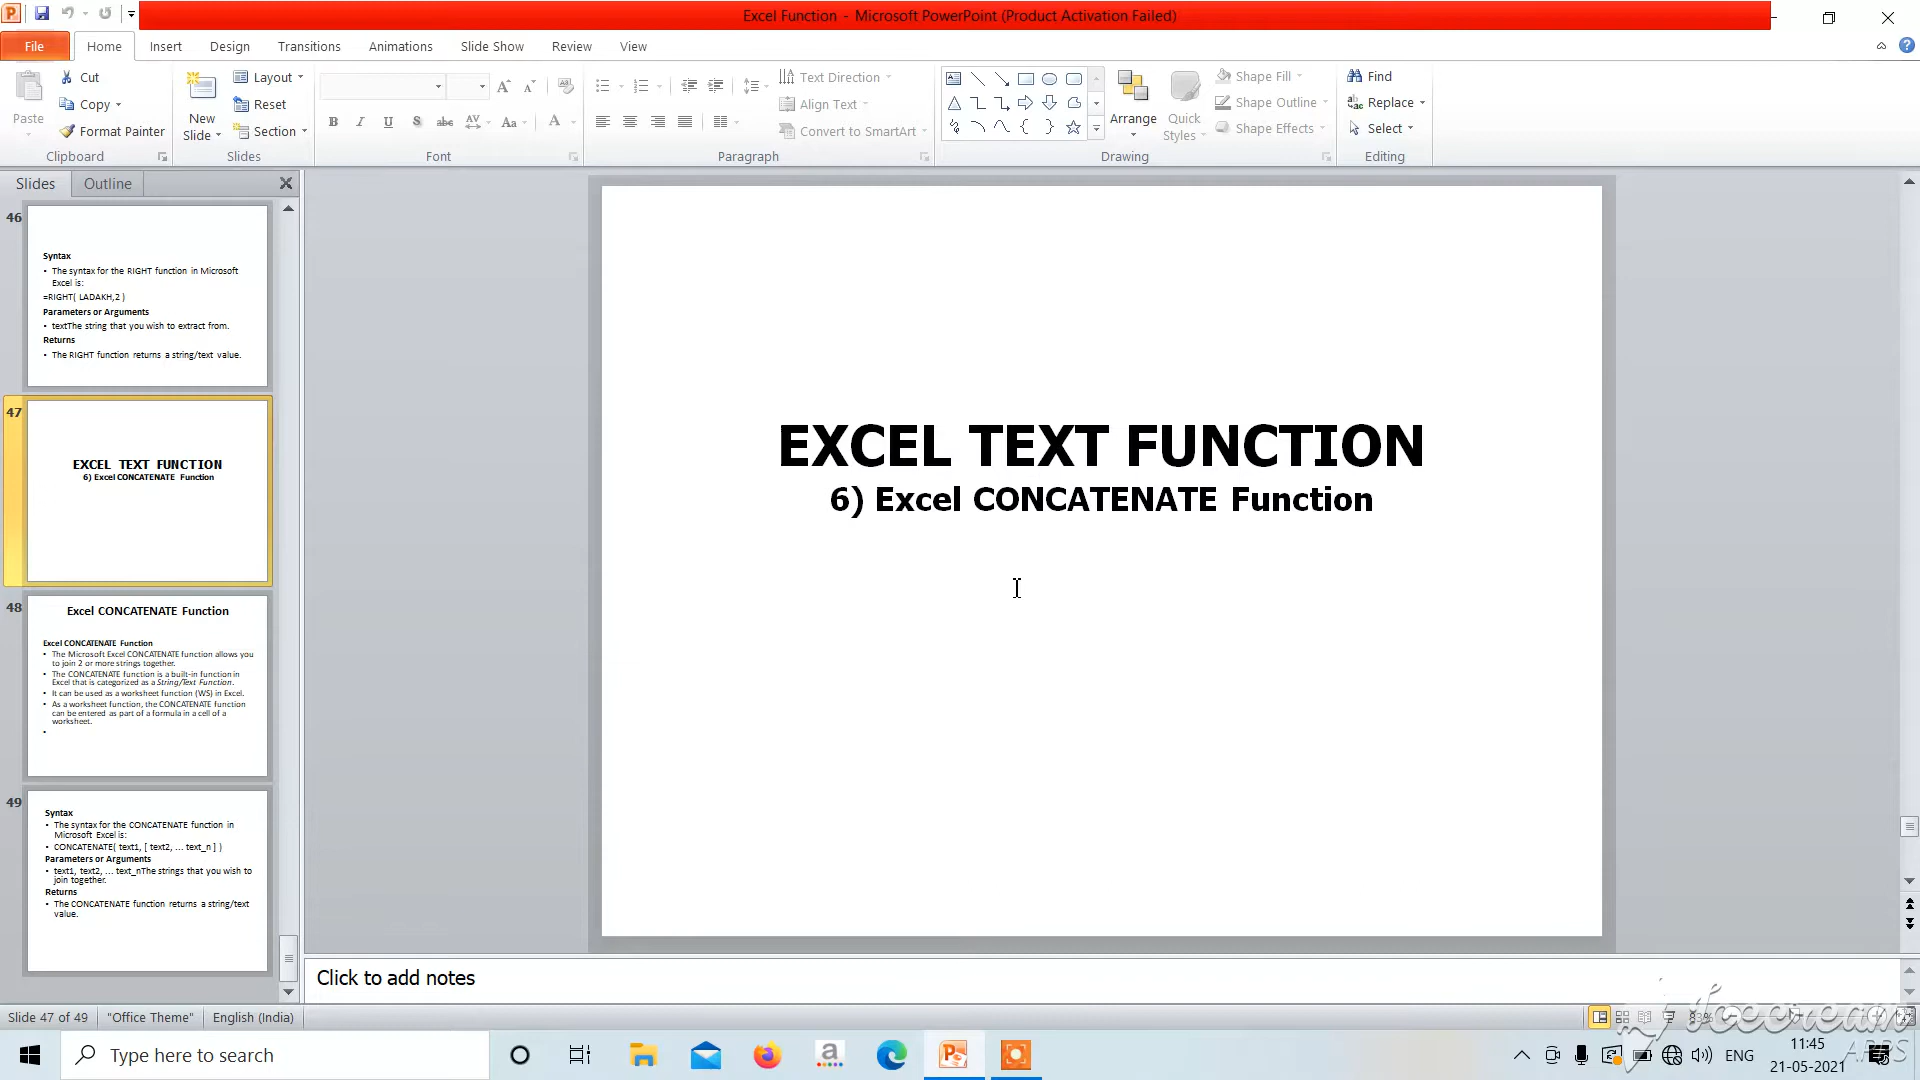 Excel Function - Microsoft PowerPoint (Product Activation Failed)
File Home Insert Design Transitions Animations Slide Show Review View
Paste
Cut
Copy
Format Painter
Clipboard
New Slide
Layout
Reset
Section
Slides
Font
Text Direction
Align Text
Convert to SmartArt
Paragraph
Arrange
Quick Styles
Shape Fill
Shape Outline
Shape Effects
Drawing
Find
Replace
Select
Editing
Slides Outline
46
Syntax
• The syntax for the RIGHT function in Microsoft
Excel is:
=RIGHT( LADAKH,2 )
Parameters or Arguments
• textThe string that you wish to extract from.
Returns
• The RIGHT function returns a string/text value.
47
EXCEL TEXT FUNCTION
6) Excel CONCATENATE Function
48
Excel CONCATENATE Function
Excel CONCATENATE Function
• The Microsoft Excel CONCATENATE function allows you
to join 2 or more strings together.
• The CONCATENATE function is a built-in function in
Excel that is categorized as a String/Text Function.
• It can be used as a worksheet function (WS) in Excel.
• As a worksheet function, the CONCATENATE function
can be entered as part of a formula in a cell of a
worksheet.
•
49
Syntax
• The syntax for the CONCATENATE function in
Microsoft Excel is:
• CONCATENATE( text1, [ text2, ... text_n ] )
Parameters or Arguments
• text1, text2, ... text_nThe strings that you wish to
join together.
Returns
• The CONCATENATE function returns a string/text
value.
EXCEL TEXT FUNCTION
6) Excel CONCATENATE Function
Click to add notes
Slide 47 of 49 "Office Theme" English (India)
Icecream
APPS
Type here to search
ENG
11:45
21-05-2021